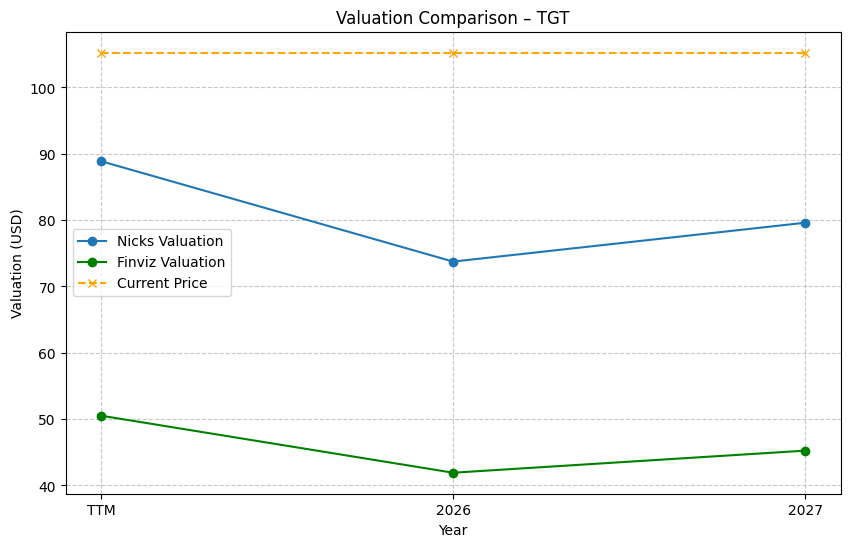 Valuation Comparison – TGT
Valuation (USD)
100
90
80
70
60
50
40
Nicks Valuation
Finviz Valuation
Current Price
TTM
2026
2027
Year